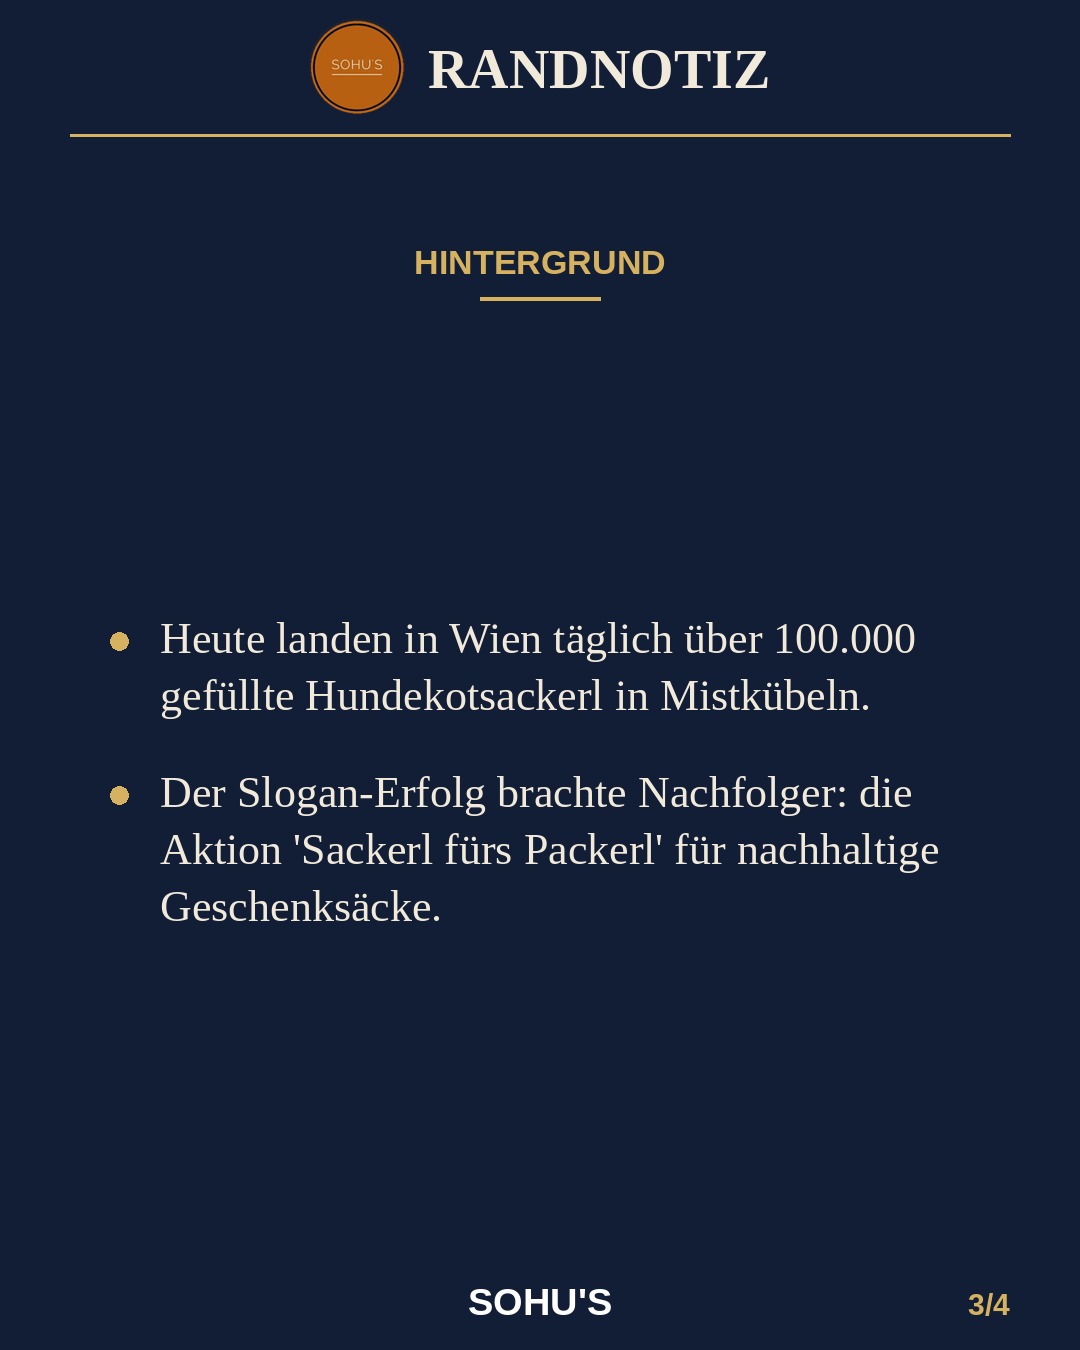 SOHU'S
RANDNOTIZ
HINTERGRUND
Heute landen in Wien täglich über 100.000
gefüllte Hundekotsackerl in Mistkübeln.
Der Slogan-Erfolg brachte Nachfolger: die
Aktion 'Sackerl fürs Packerl' für nachhaltige
Geschenksäcke.
SOHU'S
3/4